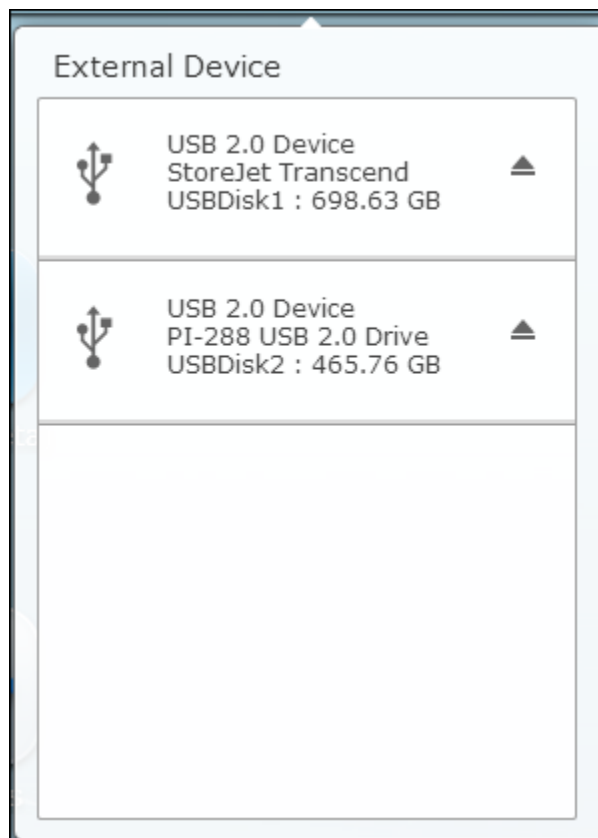 External Device
USB 2.0 Device
StoreJet Transcend
USBDisk1 : 698.63 GB
USB 2.0 Device
PI-288 USB 2.0 Drive
USBDisk2 : 465.76 GB